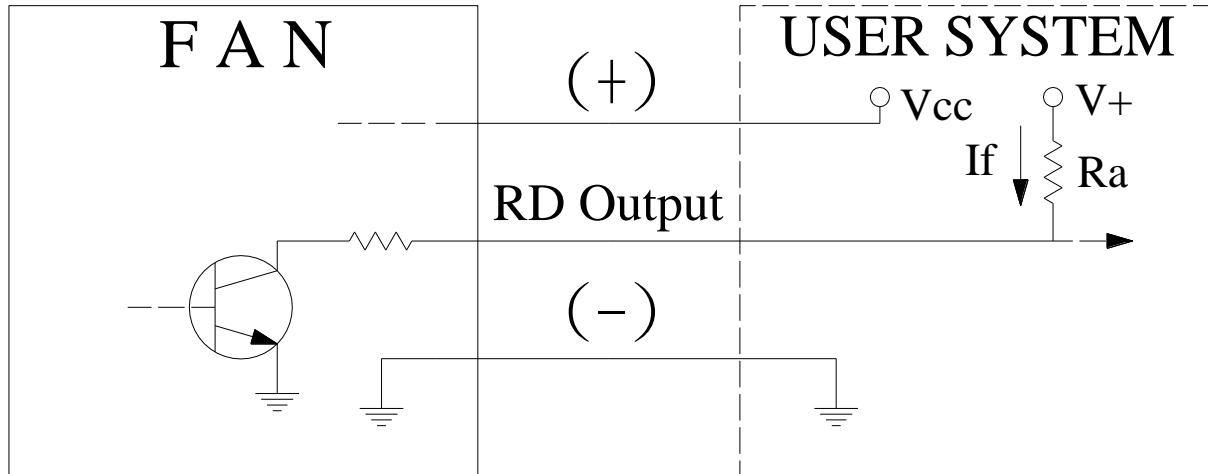 F A N
USER SYSTEM
(+)
Vcc
V+
If
Ra
RD Output
(-)